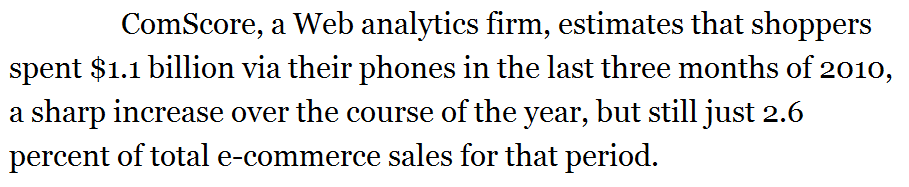 ComScore, a Web analytics firm, estimates that shoppers
spent $1.1 billion via their phones in the last three months of 2010,
a sharp increase over the course of the year, but still just 2.6
percent of total e-commerce sales for that period.